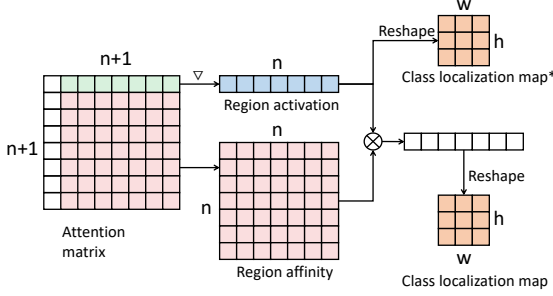 w
Reshape
h
n+1
n
▽
Class localization map*
Region activation
n
n+1
Reshape
n
h
Attention
matrix
w
Region affinity
Class localization map